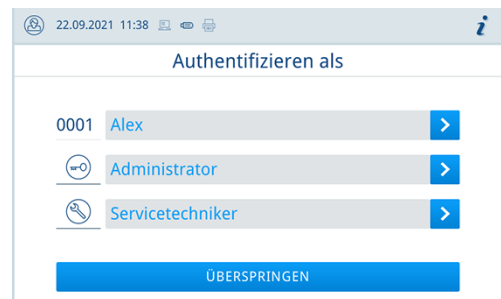 22.09.2021 11:38
Authentifizieren als
0001 Alex
Administrator
Servicetechniker
ÜBERSPRINGEN